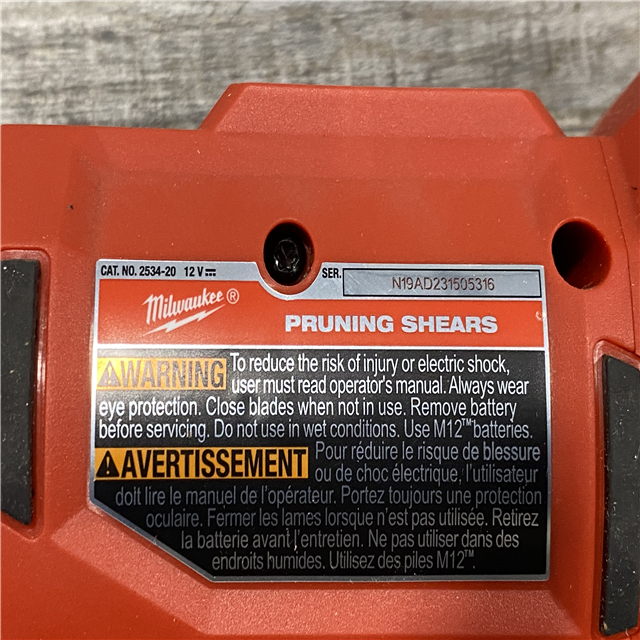 CAT. NO. 2534-20 12 V⎓ SER. N19AD231505316
Milwaukee®
PRUNING SHEARS
⚠WARNING To reduce the risk of injury or electric shock,
user must read operator's manual. Always wear
eye protection. Close blades when not in use. Remove battery
before servicing. Do not use in wet conditions. Use M12™ batteries.
⚠AVERTISSEMENT Pour réduire le risque de blessure
ou de choc électrique, l'utilisateur
doit lire le manuel de l'opérateur. Portez toujours une protection
oculaire. Fermer les lames lorsque n'est pas utilisée. Retirez
la batterie avant l'entretien. Ne pas utiliser dans des
endroits humides. Utilisez des piles M12™.